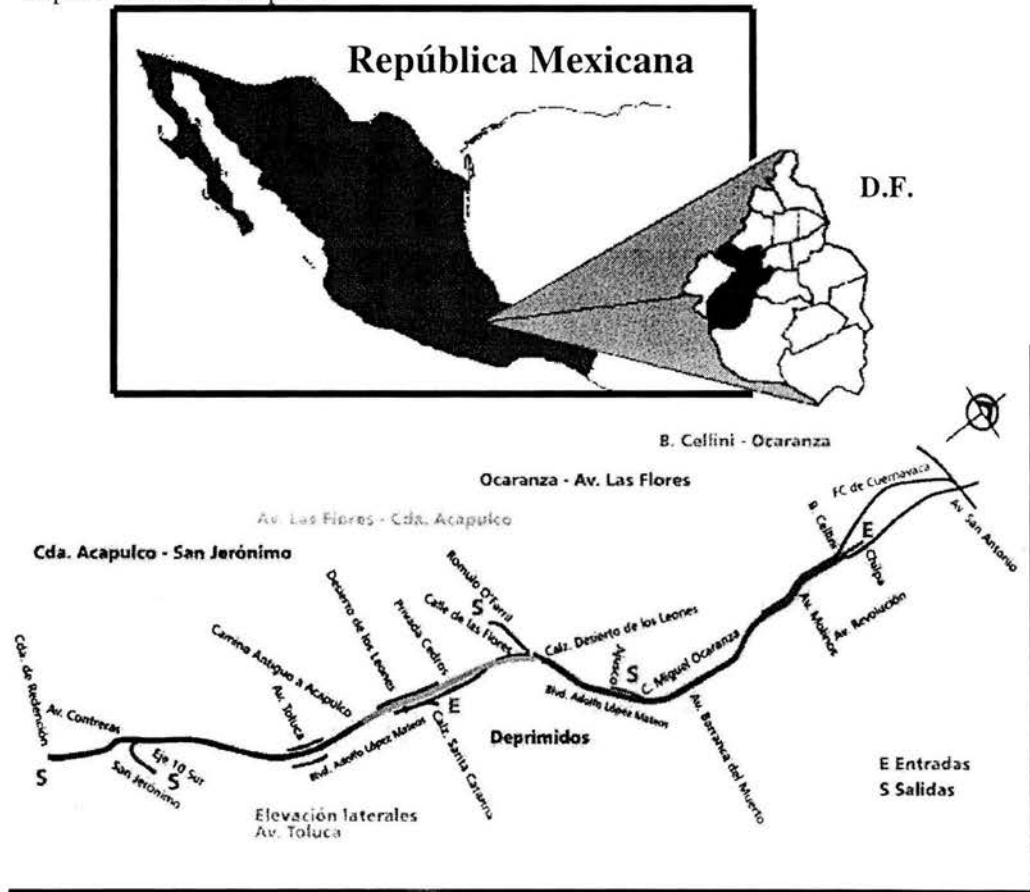 República Mexicana
D.F.
B. Cellini - Ocaranza
Ocaranza - Av. Las Flores
Av. Las Flores - Cda. Acapulco
Cda. Acapulco - San Jerónimo
FC de Cuernavaca
Av. San Antonio
B. Cellini
E
Chilpa
Av. Molinos
Av. Revolución
Romulo O'Farril
S
Calle de las Flores
Desierto de los Leones
Privada Cedros
Camino Antiguo a Acapulco
Av. Toluca
Calz. Desierto de los Leones
Ajusco
S
C. Miguel Ocaranza
Blvd. Adolfo López Mateos
Av. Barranca del Muerto
Cda. de Redención
Av. Contreras
S
Eje 10 Sur
S
San Jerónimo
Blvd. Adolfo López Mateos
E
Calz. Santa Catarina
Deprimidos
Elevación laterales
Av. Toluca
E Entradas
S Salidas